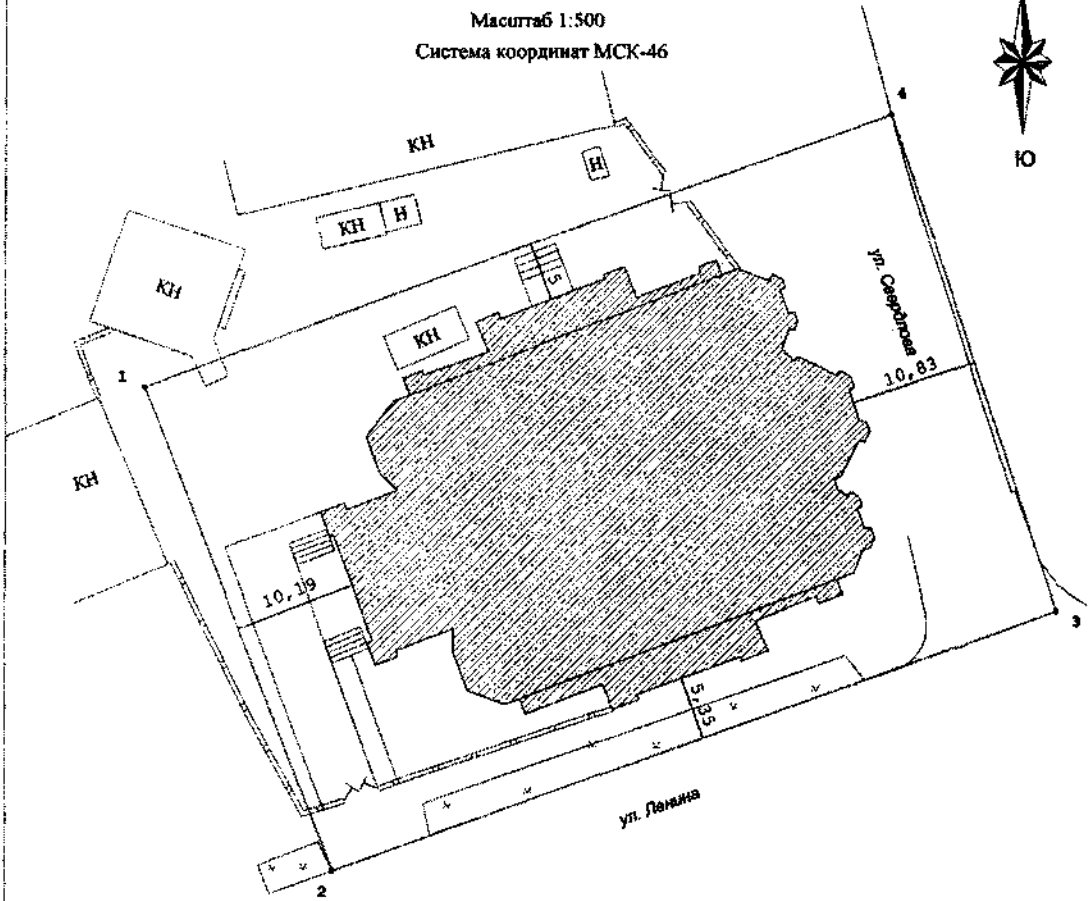 Масштаб 1:500
Система координат МСК-46
4
Ю
КН
Н
КН
Н
КН
5
КН
1
ул. Свердлова
10,83
КН
10,19
3
5,35
ул. Ленина
2